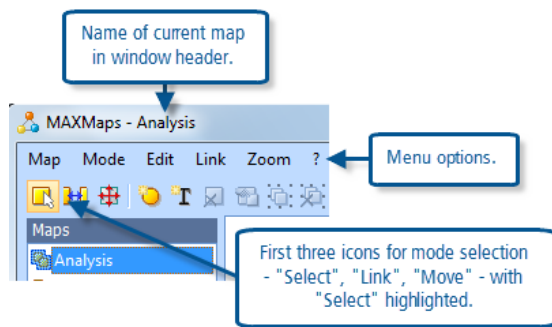 Name of current map
in window header.
MAXMaps - Analysis
Map Mode Edit Link Zoom ?
Menu options.
T
Maps
Analysis
First three icons for mode selection
- "Select", "Link", "Move" - with
"Select" highlighted.